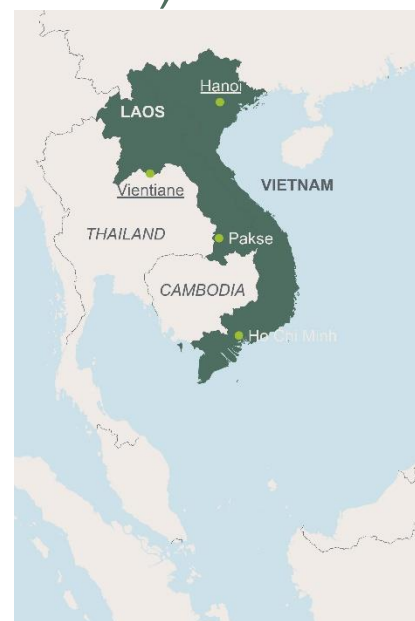 Hanoi
LAOS
Vientiane
VIETNAM
THAILAND
Pakse
CAMBODIA
Ho Chi Minh